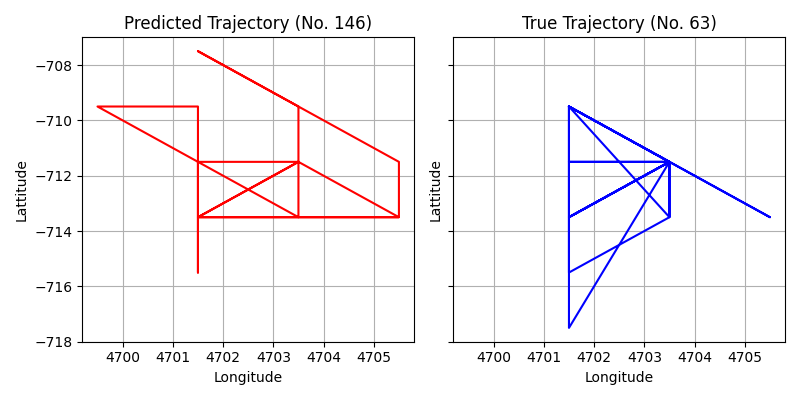 Predicted Trajectory (No. 146)
True Trajectory (No. 63)
−708
−710
−712
−714
−716
−718
Lattitude
Lattitude
4700 4701 4702 4703 4704 4705
4700 4701 4702 4703 4704 4705
Longitude
Longitude